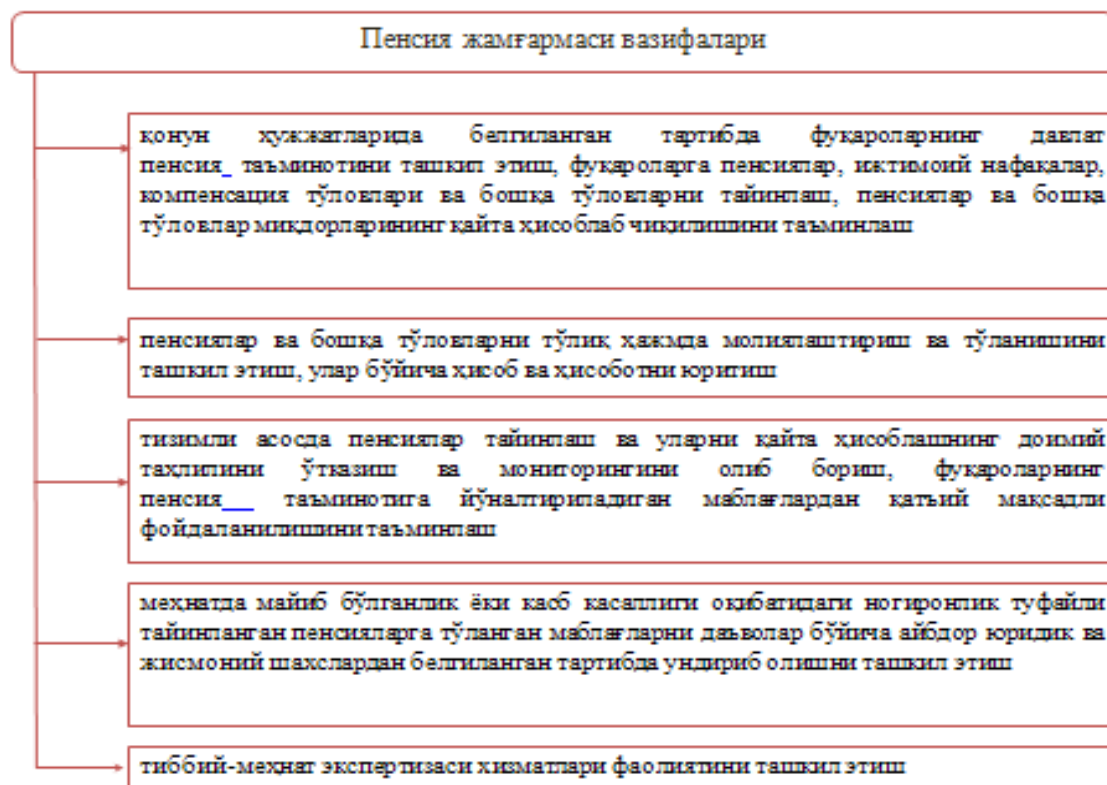 Пенсия жамғармаси вазифалари
қонун ҳужжатларида белгиланган тартибда фуқароларнинг давлат
пенсия таъминотини ташкил этиш, фуқароларга пенсиялар, ижтимоий нафақалар,
компенсация тўловлари ва бошқа тўловларни тайинлаш, пенсиялар ва бошқа
тўловлар миқдорларининг қайта ҳисоблаб чиқилишини таъминлаш
пенсиялар ва бошқа тўловларни тўлиқ ҳажмда молиялаштириш ва тўланишини
ташкил этиш, улар бўйича ҳисоб ва ҳисоботни юритиш
тизимли асосда пенсиялар тайинлаш ва уларни қайта ҳисоблашнинг доимий
таҳлилини ўтказиш ва мониторингини олиб бориш, фуқароларнинг
пенсия таъминотига йўналтириладиган маблағлардан қатъий мақсадли
фойдаланилишини таъминлаш
меҳнатда майиб бўлганлик ёки касб касаллиги оқибатидаги ногиронлик туфайли
тайинланган пенсияларга тўланган маблағларни даъволар бўйича айбдор юридик ва
жисмоний шахслардан белгиланган тартибда ундириб олишни ташкил этиш
тиббий-меҳнат экспертизаси хизматлари фаолиятини ташкил этиш